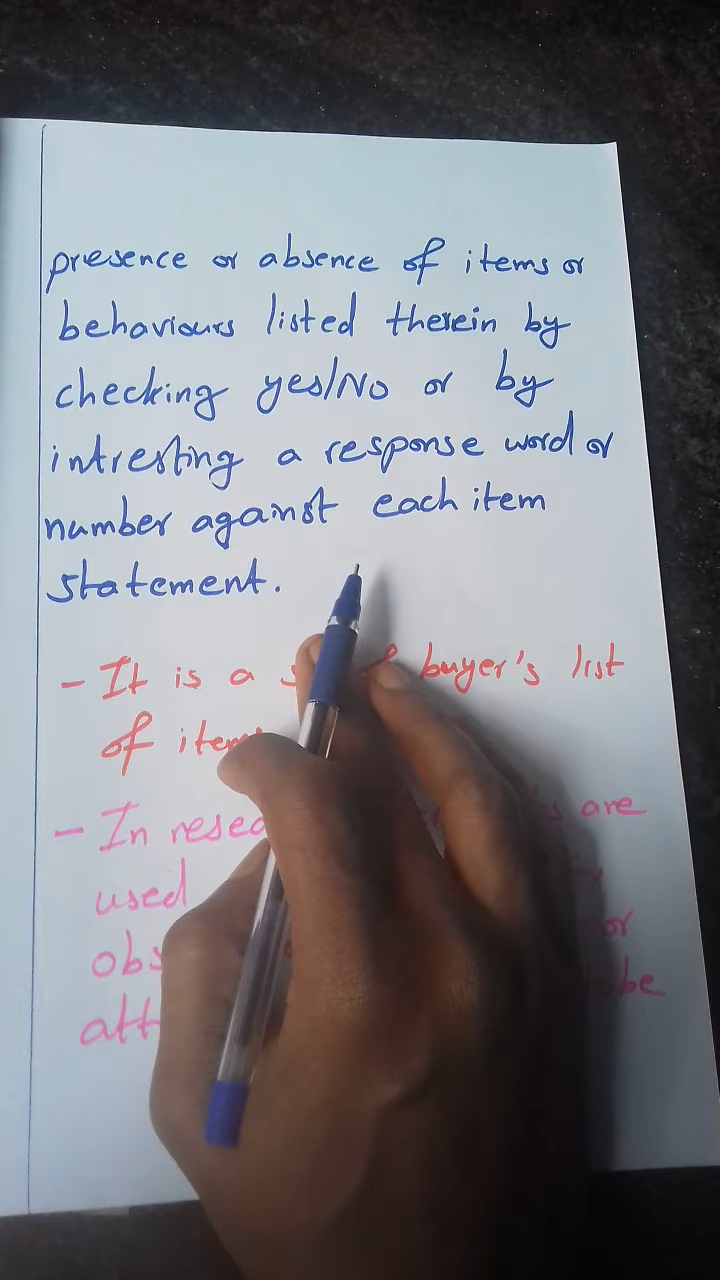 presence or absence of items or
behaviours listed therein by
checking yes/No or by
intresting a response word or
number against each item
statement.
- It is a buyer's list
of
- In are
used
or
be